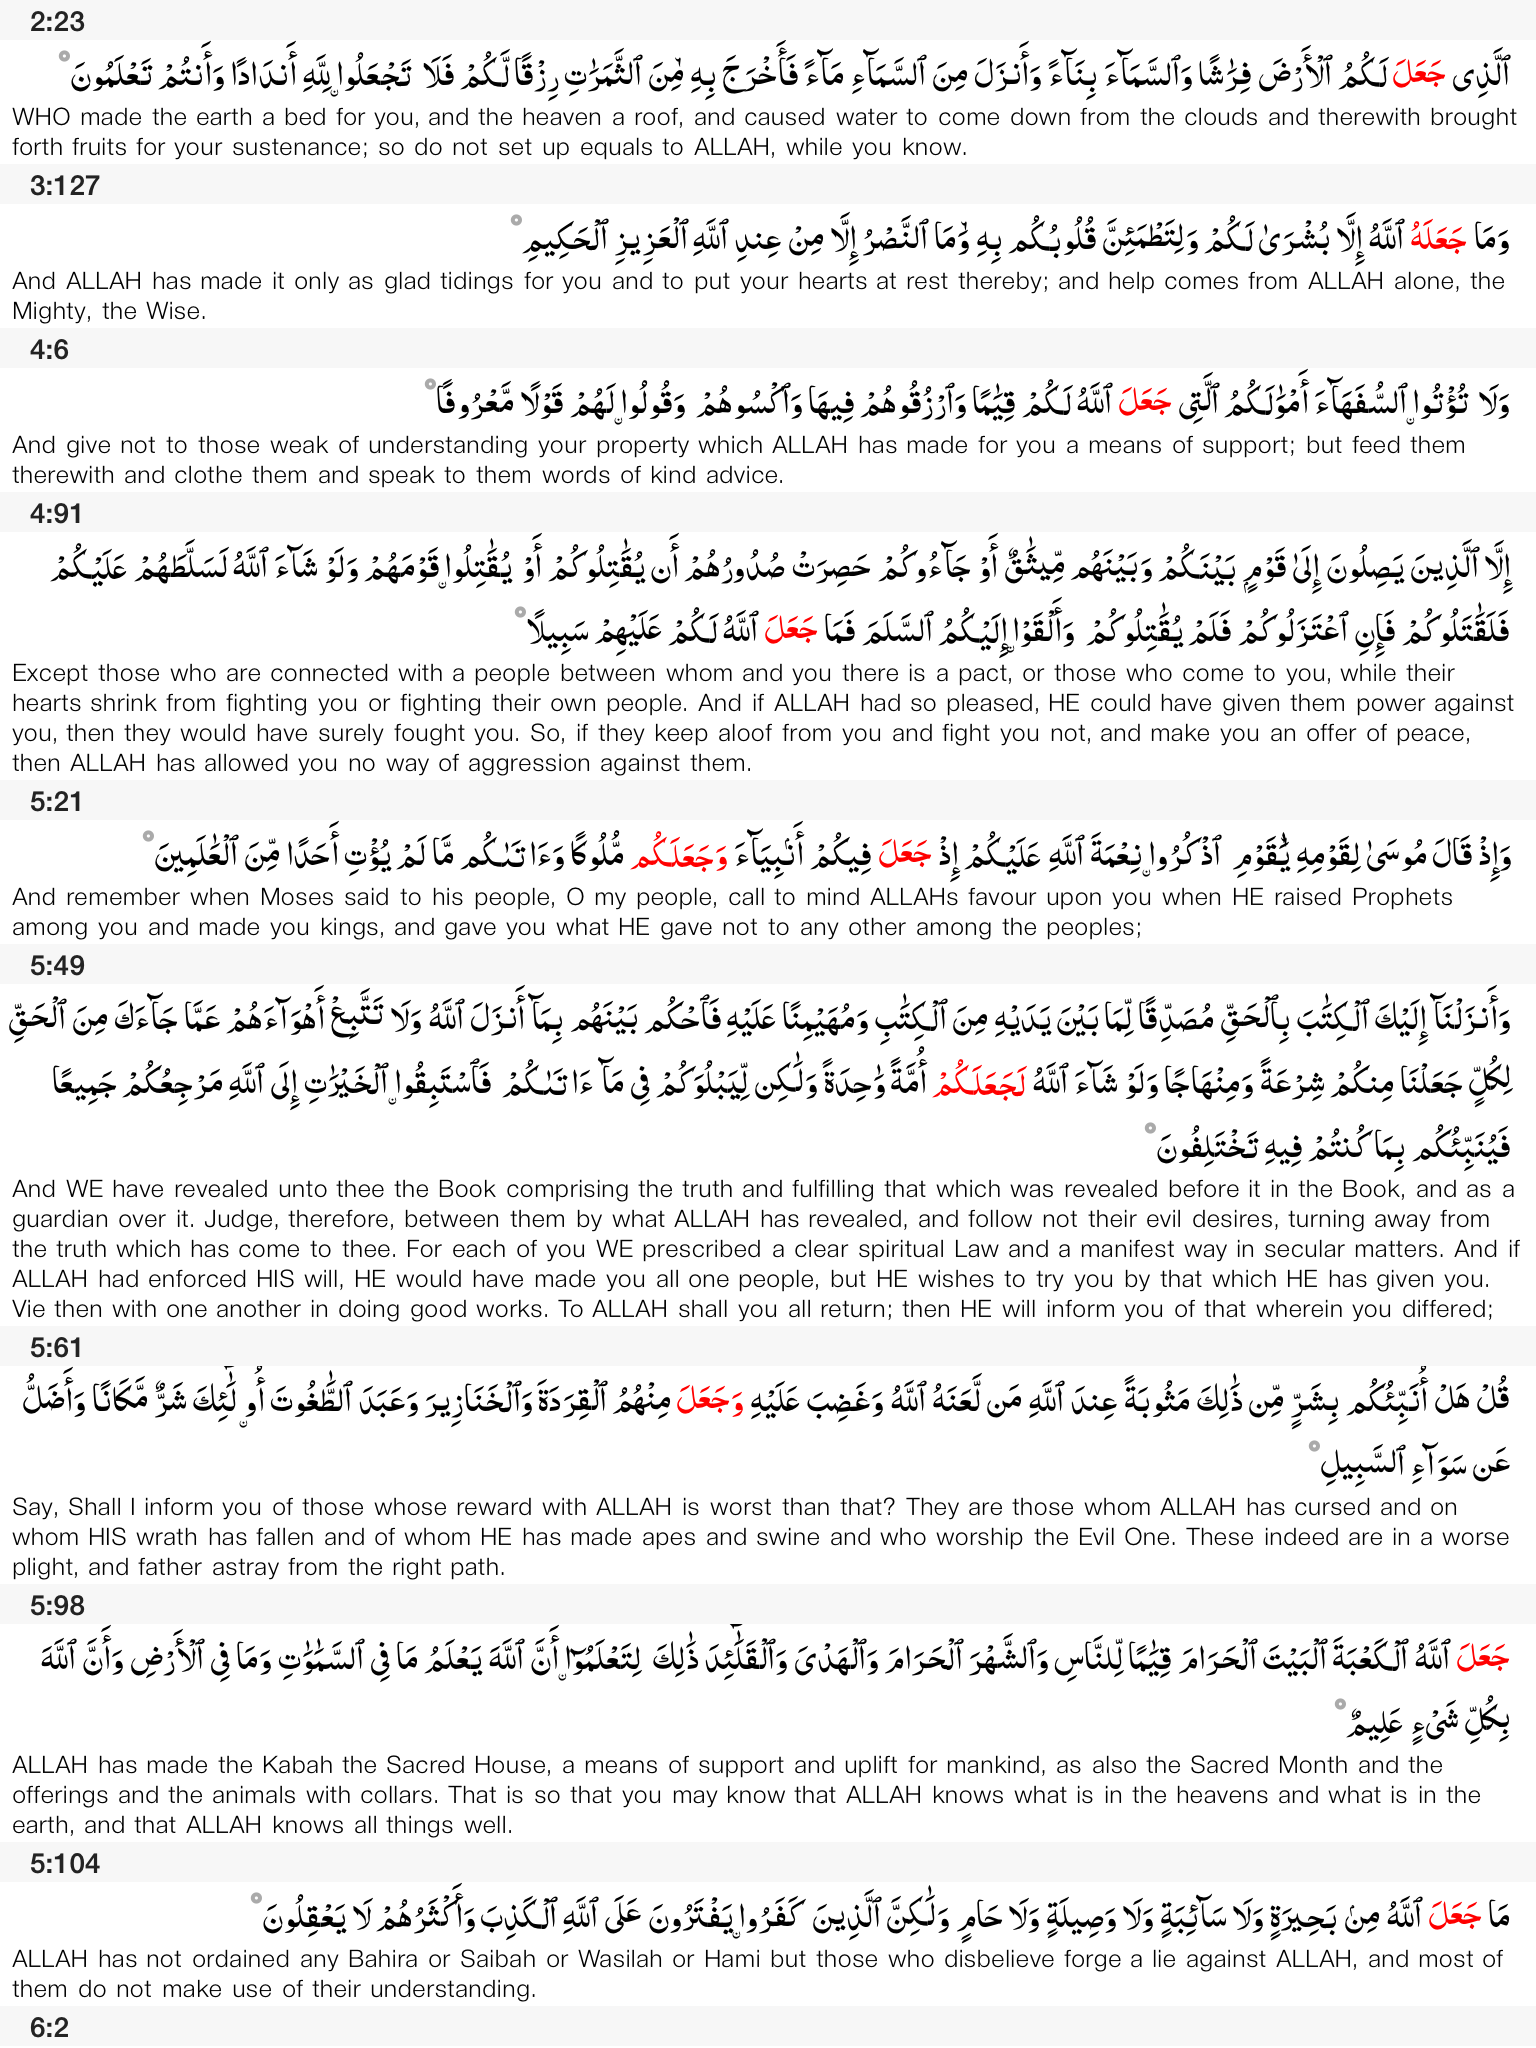 2:23
ٱلَّذِى جَعَلَ لَكُمُ ٱلْأَرْضَ فِرَٰشًا وَٱلسَّمَآءَ بِنَآءً وَأَنزَلَ مِنَ ٱلسَّمَآءِ مَآءً فَأَخْرَجَ بِهِۦ مِنَ ٱلثَّمَرَٰتِ رِزْقًا لَّكُمْ فَلَا تَجْعَلُوا۟ لِلَّهِ أَندَادًا وَأَنتُمْ تَعْلَمُونَ
WHO made the earth a bed for you, and the heaven a roof, and caused water to come down from the clouds and therewith brought
forth fruits for your sustenance; so do not set up equals to ALLAH, while you know.
3:127
وَمَا جَعَلَهُ ٱللَّهُ إِلَّا بُشْرَىٰ لَكُمْ وَلِتَطْمَئِنَّ قُلُوبُكُم بِهِۦ وَمَا ٱلنَّصْرُ إِلَّا مِنْ عِندِ ٱللَّهِ ٱلْعَزِيزِ ٱلْحَكِيمِ
And ALLAH has made it only as glad tidings for you and to put your hearts at rest thereby; and help comes from ALLAH alone, the
Mighty, the Wise.
4:6
وَلَا تُؤْتُوا۟ ٱلسُّفَهَآءَ أَمْوَٰلَكُمُ ٱلَّتِى جَعَلَ ٱللَّهُ لَكُمْ قِيَٰمًا وَٱرْزُقُوهُمْ فِيهَا وَٱكْسُوهُمْ وَقُولُوا۟ لَهُمْ قَوْلًا مَّعْرُوفًا
And give not to those weak of understanding your property which ALLAH has made for you a means of support; but feed them
therewith and clothe them and speak to them words of kind advice.
4:91
إِلَّا ٱلَّذِينَ يَصِلُونَ إِلَىٰ قَوْمٍۭ بَيْنَكُمْ وَبَيْنَهُم مِّيثَٰقٌ أَوْ جَآءُوكُمْ حَصِرَتْ صُدُورُهُمْ أَن يُقَٰتِلُوكُمْ أَوْ يُقَٰتِلُوا۟ قَوْمَهُمْ وَلَوْ شَآءَ ٱللَّهُ لَسَلَّطَهُمْ عَلَيْكُمْ
فَلَقَٰتَلُوكُمْ فَإِنِ ٱعْتَزَلُوكُمْ فَلَمْ يُقَٰتِلُوكُمْ وَأَلْقَوْا۟ إِلَيْكُمُ ٱلسَّلَمَ فَمَا جَعَلَ ٱللَّهُ لَكُمْ عَلَيْهِمْ سَبِيلًا
Except those who are connected with a people between whom and you there is a pact, or those who come to you, while their
hearts shrink from fighting you or fighting their own people. And if ALLAH had so pleased, HE could have given them power against
you, then they would have surely fought you. So, if they keep aloof from you and fight you not, and make you an offer of peace,
then ALLAH has allowed you no way of aggression against them.
5:21
وَإِذْ قَالَ مُوسَىٰ لِقَوْمِهِۦ يَٰقَوْمِ ٱذْكُرُوا۟ نِعْمَةَ ٱللَّهِ عَلَيْكُمْ إِذْ جَعَلَ فِيكُمْ أَنۢبِيَآءَ وَجَعَلَكُم مُّلُوكًا وَءَاتَىٰكُم مَّا لَمْ يُؤْتِ أَحَدًا مِّنَ ٱلْعَٰلَمِينَ
And remember when Moses said to his people, O my people, call to mind ALLAHs favour upon you when HE raised Prophets
among you and made you kings, and gave you what HE gave not to any other among the peoples;
5:49
وَأَنزَلْنَآ إِلَيْكَ ٱلْكِتَٰبَ بِٱلْحَقِّ مُصَدِّقًا لِّمَا بَيْنَ يَدَيْهِ مِنَ ٱلْكِتَٰبِ وَمُهَيْمِنًا عَلَيْهِ فَٱحْكُم بَيْنَهُم بِمَآ أَنزَلَ ٱللَّهُ وَلَا تَتَّبِعْ أَهْوَآءَهُمْ عَمَّا جَآءَكَ مِنَ ٱلْحَقِّ
لِكُلٍّ جَعَلْنَا مِنكُمْ شِرْعَةً وَمِنْهَاجًا وَلَوْ شَآءَ ٱللَّهُ لَجَعَلَكُمْ أُمَّةً وَٰحِدَةً وَلَٰكِن لِّيَبْلُوَكُمْ فِى مَآ ءَاتَىٰكُمْ فَٱسْتَبِقُوا۟ ٱلْخَيْرَٰتِ إِلَى ٱللَّهِ مَرْجِعُكُمْ جَمِيعًا
فَيُنَبِّئُكُم بِمَا كُنتُمْ فِيهِ تَخْتَلِفُونَ
And WE have revealed unto thee the Book comprising the truth and fulfilling that which was revealed before it in the Book, and as a
guardian over it. Judge, therefore, between them by what ALLAH has revealed, and follow not their evil desires, turning away from
the truth which has come to thee. For each of you WE prescribed a clear spiritual Law and a manifest way in secular matters. And if
ALLAH had enforced HIS will, HE would have made you all one people, but HE wishes to try you by that which HE has given you.
Vie then with one another in doing good works. To ALLAH shall you all return; then HE will inform you of that wherein you differed;
5:61
قُلْ هَلْ أُنَبِّئُكُم بِشَرٍّ مِّن ذَٰلِكَ مَثُوبَةً عِندَ ٱللَّهِ مَن لَّعَنَهُ ٱللَّهُ وَغَضِبَ عَلَيْهِ وَجَعَلَ مِنْهُمُ ٱلْقِرَدَةَ وَٱلْخَنَازِيرَ وَعَبَدَ ٱلطَّٰغُوتَ أُو۟لَٰٓئِكَ شَرٌّ مَّكَانًا وَأَضَلُّ
عَن سَوَآءِ ٱلسَّبِيلِ
Say, Shall I inform you of those whose reward with ALLAH is worst than that? They are those whom ALLAH has cursed and on
whom HIS wrath has fallen and of whom HE has made apes and swine and who worship the Evil One. These indeed are in a worse
plight, and father astray from the right path.
5:98
جَعَلَ ٱللَّهُ ٱلْكَعْبَةَ ٱلْبَيْتَ ٱلْحَرَامَ قِيَٰمًا لِّلنَّاسِ وَٱلشَّهْرَ ٱلْحَرَامَ وَٱلْهَدْىَ وَٱلْقَلَٰٓئِدَ ذَٰلِكَ لِتَعْلَمُوٓا۟ أَنَّ ٱللَّهَ يَعْلَمُ مَا فِى ٱلسَّمَٰوَٰتِ وَمَا فِى ٱلْأَرْضِ وَأَنَّ ٱللَّهَ
بِكُلِّ شَىْءٍ عَلِيمٌ
ALLAH has made the Kabah the Sacred House, a means of support and uplift for mankind, as also the Sacred Month and the
offerings and the animals with collars. That is so that you may know that ALLAH knows what is in the heavens and what is in the
earth, and that ALLAH knows all things well.
5:104
مَا جَعَلَ ٱللَّهُ مِنۢ بَحِيرَةٍ وَلَا سَآئِبَةٍ وَلَا وَصِيلَةٍ وَلَا حَامٍ وَلَٰكِنَّ ٱلَّذِينَ كَفَرُوا۟ يَفْتَرُونَ عَلَى ٱللَّهِ ٱلْكَذِبَ وَأَكْثَرُهُمْ لَا يَعْقِلُونَ
ALLAH has not ordained any Bahira or Saibah or Wasilah or Hami but those who disbelieve forge a lie against ALLAH, and most of
them do not make use of their understanding.
6:2